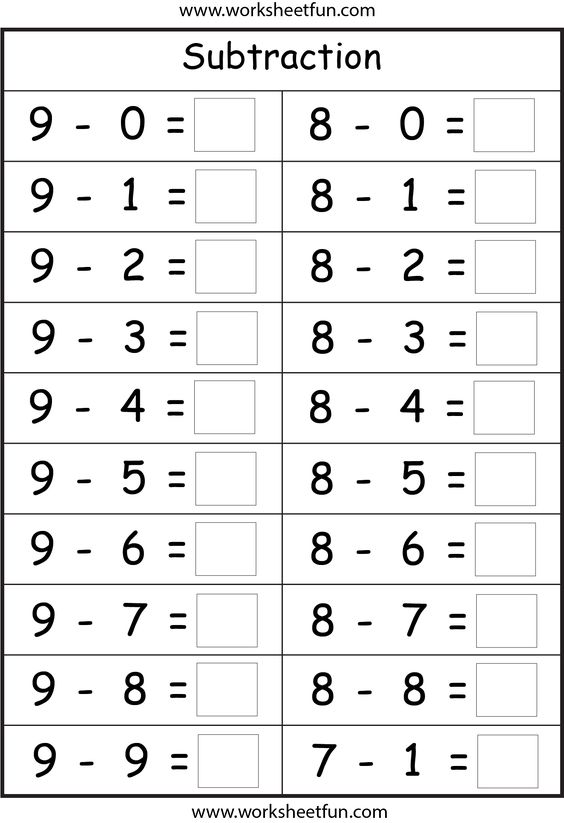 www.worksheetfun.com
Subtraction
9 - 0 = 8 - 0 =
9 - 1 = 8 - 1 =
9 - 2 = 8 - 2 =
9 - 3 = 8 - 3 =
9 - 4 = 8 - 4 =
9 - 5 = 8 - 5 =
9 - 6 = 8 - 6 =
9 - 7 = 8 - 7 =
9 - 8 = 8 - 8 =
9 - 9 = 7 - 1 =
www.worksheetfun.com